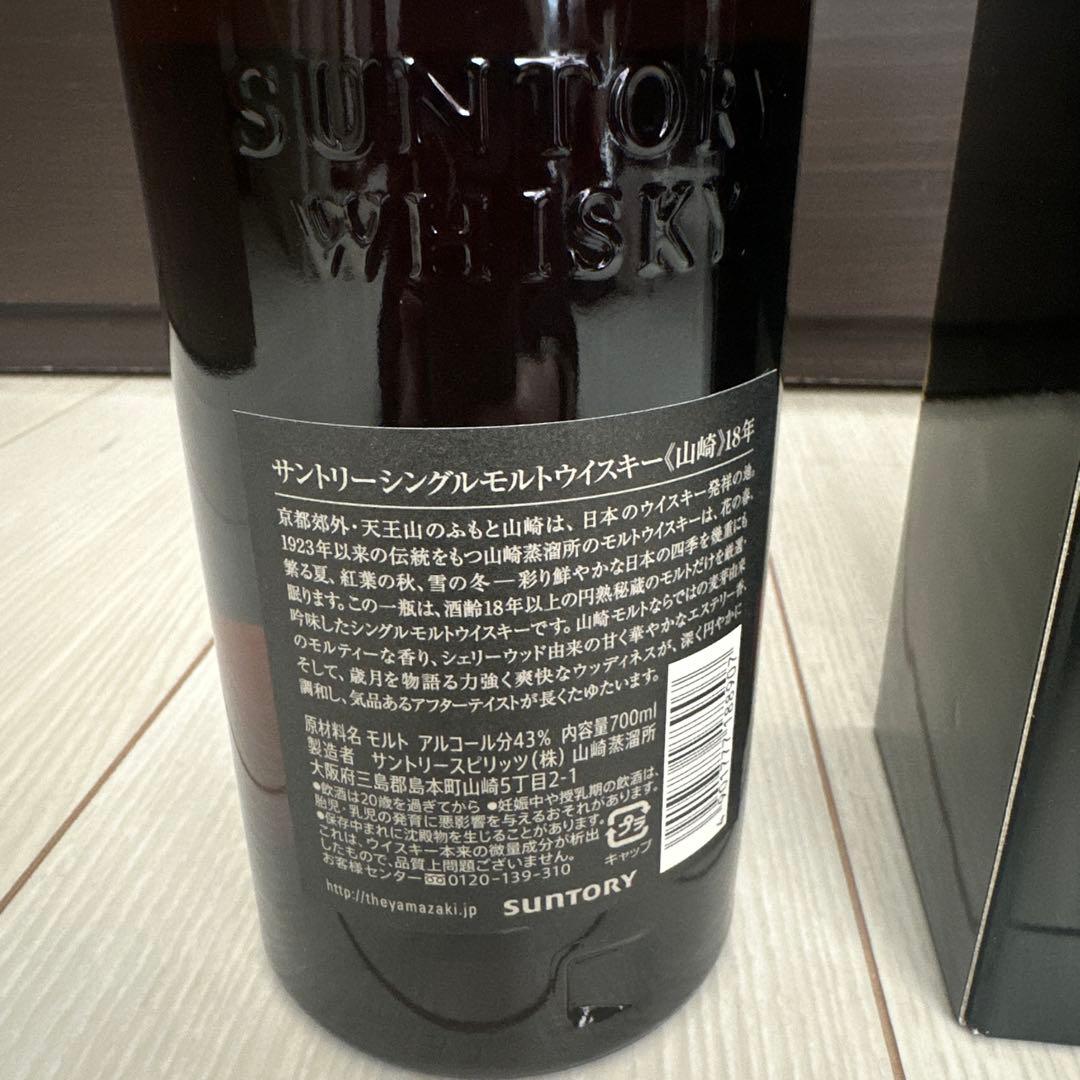 SUNTORY
WHISKY
サントリーシングルモルトウイスキー《山崎》18年
京都郊外・天王山のふもと山崎は、日本のウイスキー発祥の地。
1923年以来の伝統をもつ山崎蒸溜所のモルトウイスキーは、花の春、
繁る夏、紅葉の秋、雪の冬―彩り鮮やかな日本の四季を幾重にも
眠ります。この一瓶は、酒齢18年以上の円熟秘蔵のモルトだけを厳選・
吟味したシングルモルトウイスキーです。山崎モルトならではの麦芽由来
のモルティーな香り、シェリーウッド由来の甘く華やかなエステリー香、
そして、歳月を物語る力強く爽快なウッディネスが、深く円やかに
調和し、気品あるアフターテイストが長くたゆたいます。
原材料名 モルト アルコール分43% 内容量700ml
製造者 サントリースピリッツ(株) 山崎蒸溜所
大阪府三島郡島本町山崎5丁目2-1
●飲酒は20歳を過ぎてから ●妊娠中や授乳期の飲酒は、
胎児・乳児の発育に悪影響を与えるおそれがあります。
●保存中まれに沈殿物を生じることがあります。
これは、ウイスキー本来の微量成分が析出
したもので、品質上問題ございません。
お客様センター 0120-139-310
プラ
キャップ
http://theyamazaki.jp
SUNTORY
4 901777 188907